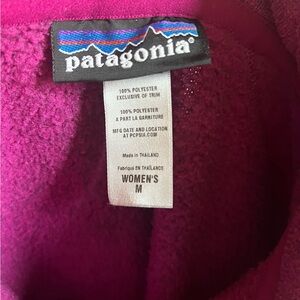 patagonia®
100% POLYESTER
EXCLUSIVE OF TRIM
100% POLYESTER
A PART LA GARNITURE
MFG DATE AND LOCATION
AT PCPSIA.COM
Made in THAILAND
Fabriqué EN THAÏLANDE
WOMEN'S
M